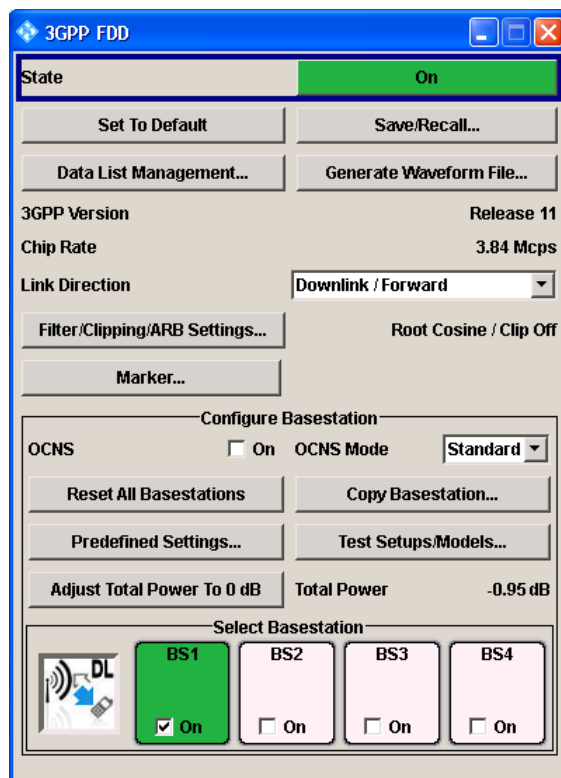 3GPP FDD
State On
Set To Default Save/Recall...
Data List Management... Generate Waveform File...
3GPP Version Release 11
Chip Rate 3.84 Mcps
Link Direction Downlink / Forward
Filter/Clipping/ARB Settings... Root Cosine / Clip Off
Marker...
Configure Basestation
OCNS On OCNS Mode Standard
Reset All Basestations Copy Basestation...
Predefined Settings... Test Setups/Models...
Adjust Total Power To 0 dB Total Power -0.95 dB
Select Basestation
DL BS1 BS2 BS3 BS4
On On On On